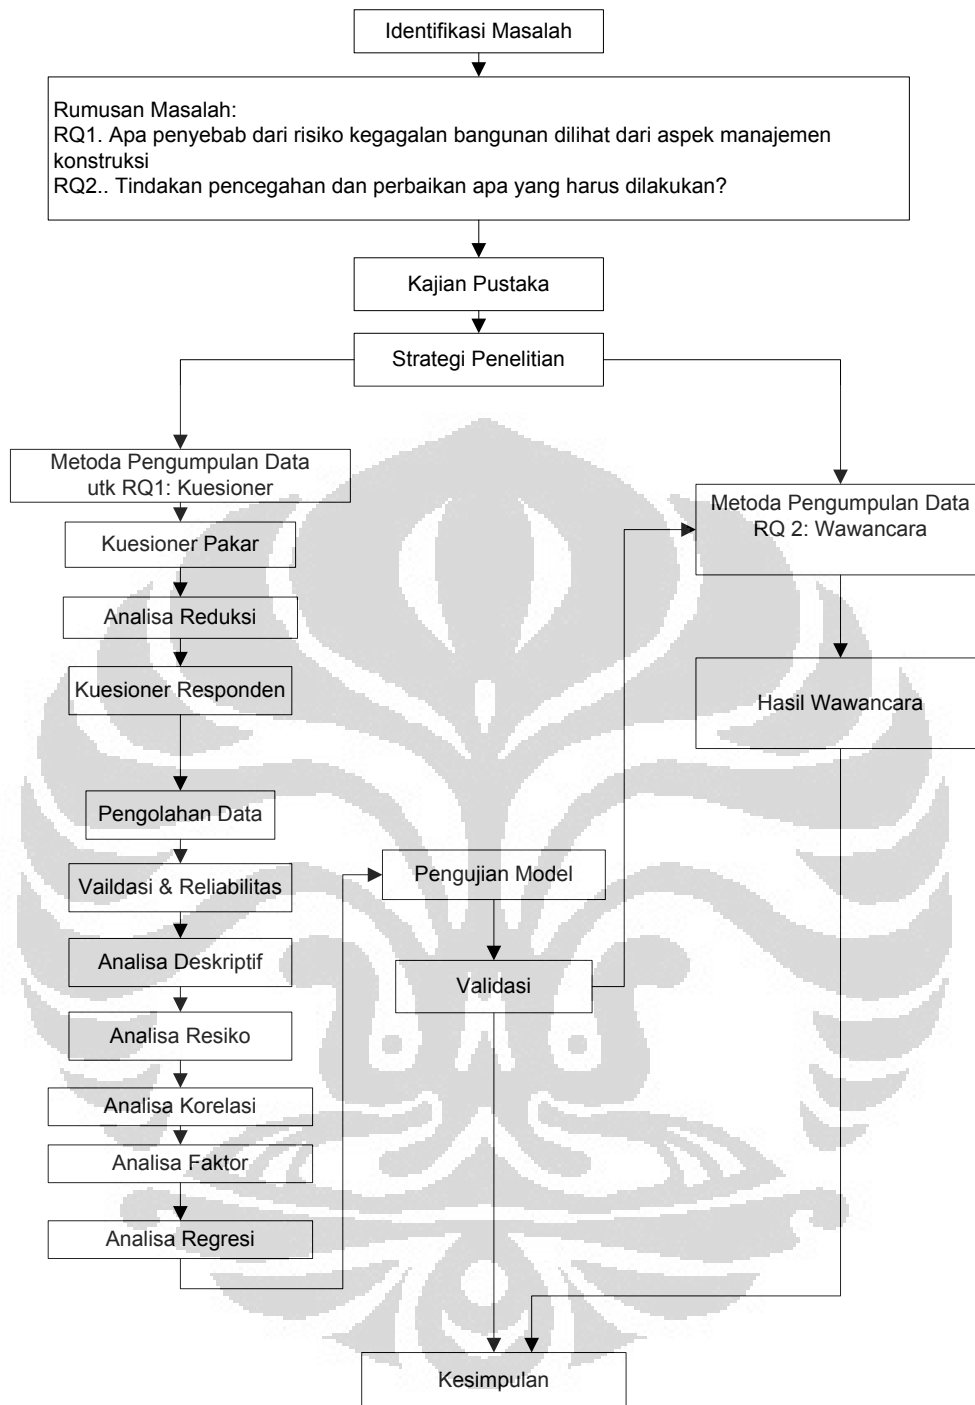 Identifikasi Masalah
Rumusan Masalah:
RQ1. Apa penyebab dari risiko kegagalan bangunan dilihat dari aspek manajemen
konstruksi
RQ2.. Tindakan pencegahan dan perbaikan apa yang harus dilakukan?
Kajian Pustaka
Strategi Penelitian
Metoda Pengumpulan Data
utk RQ1: Kuesioner
Kuesioner Pakar
Analisa Reduksi
Kuesioner Responden
Pengolahan Data
Vaildasi & Reliabilitas
Analisa Deskriptif
Analisa Resiko
Analisa Korelasi
Analisa Faktor
Analisa Regresi
Pengujian Model
Validasi
Metoda Pengumpulan Data
RQ 2: Wawancara
Hasil Wawancara
Kesimpulan